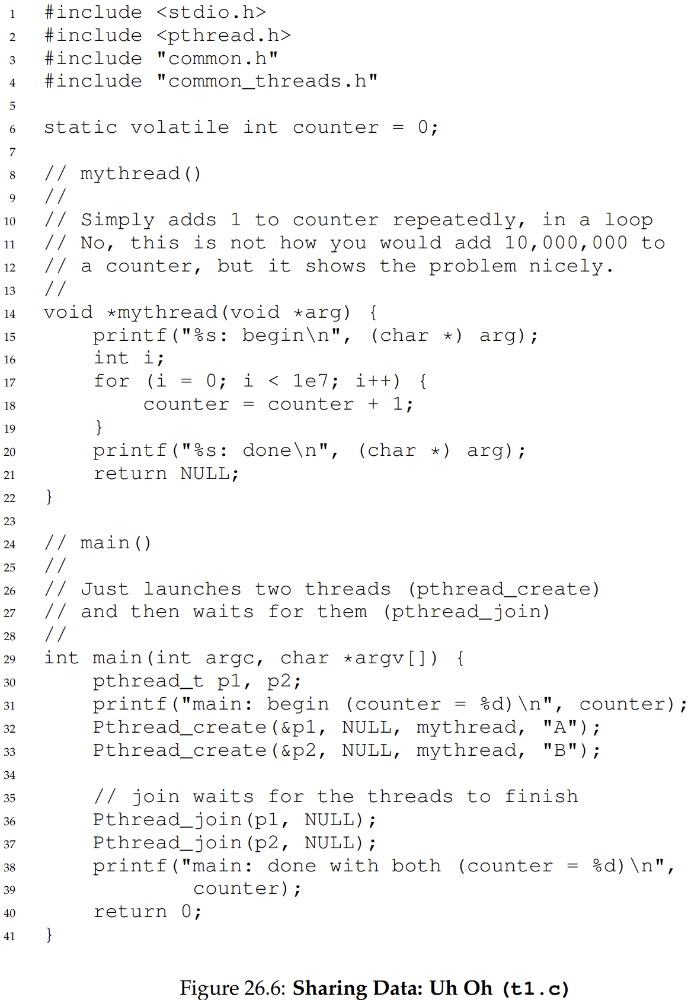 1 #include <stdio.h>
2 #include <pthread.h>
3 #include "common.h"
4 #include "common_threads.h"
5
6 static volatile int counter = 0;
7
8 // mythread()
9 //
10 // Simply adds 1 to counter repeatedly, in a loop
11 // No, this is not how you would add 10,000,000 to
12 // a counter, but it shows the problem nicely.
13 //
14 void *mythread(void *arg) {
15     printf("%s: begin\n", (char *) arg);
16     int i;
17     for (i = 0; i < 1e7; i++) {
18         counter = counter + 1;
19     }
20     printf("%s: done\n", (char *) arg);
21     return NULL;
22 }
23
24 // main()
25 //
26 // Just launches two threads (pthread_create)
27 // and then waits for them (pthread_join)
28 //
29 int main(int argc, char *argv[]) {
30     pthread_t p1, p2;
31     printf("main: begin (counter = %d)\n", counter);
32     Pthread_create(&p1, NULL, mythread, "A");
33     Pthread_create(&p2, NULL, mythread, "B");
34
35     // join waits for the threads to finish
36     Pthread_join(p1, NULL);
37     Pthread_join(p2, NULL);
38     printf("main: done with both (counter = %d)\n",
39             counter);
40     return 0;
41 }
Figure 26.6: Sharing Data: Uh Oh (t1.c)